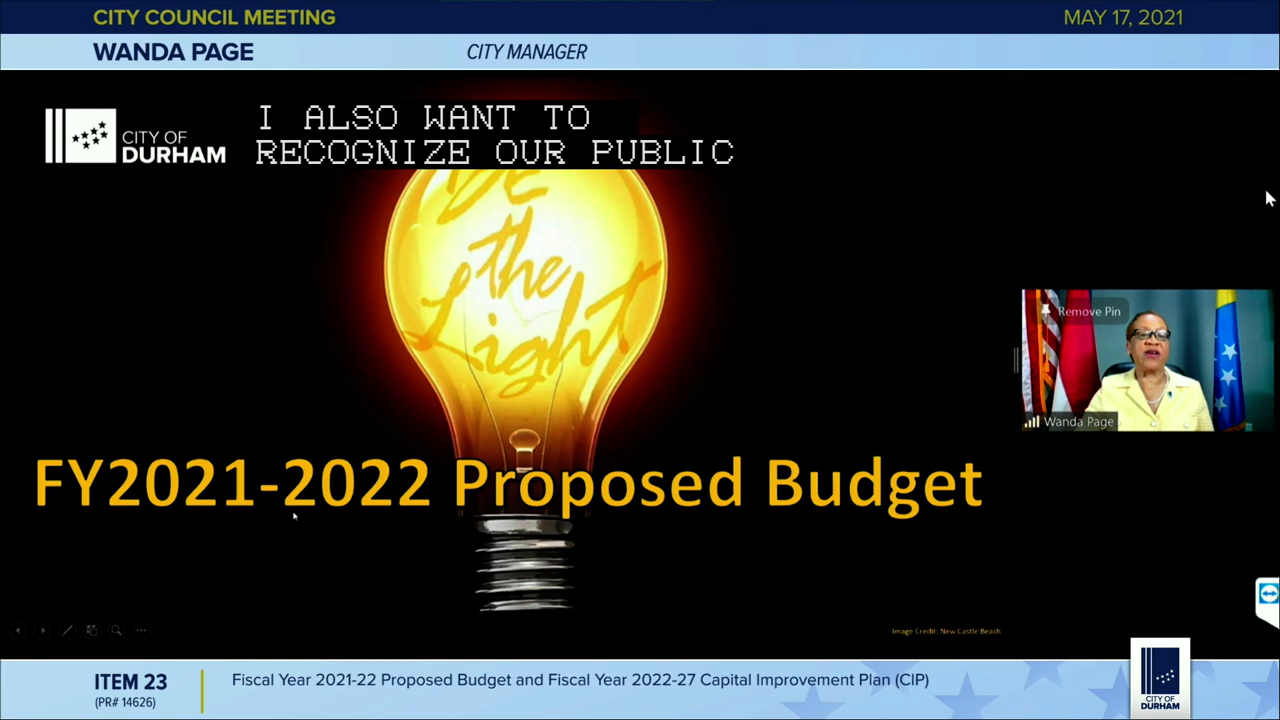 CITY COUNCIL MEETING
MAY 17, 2021
WANDA PAGE
CITY MANAGER
CITY OF
DURHAM
I ALSO WANT TO
RECOGNIZE OUR PUBLIC
Be
the
Light
Remove Pin
Wanda Page
FY2021-2022 Proposed Budget
Image Credit: New Castle Beach
ITEM 23
(PR# 14626)
Fiscal Year 2021-22 Proposed Budget and Fiscal Year 2022-27 Capital Improvement Plan (CIP)
CITY OF
DURHAM